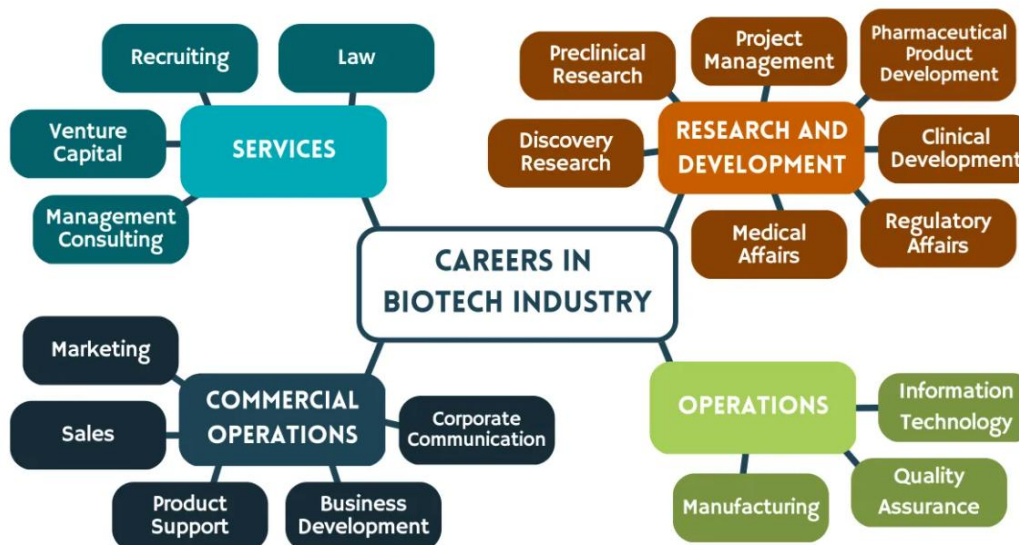 Recruiting
Law
Venture
Capital
SERVICES
Management
Consulting
Preclinical
Research
Project
Management
Pharmaceutical
Product
Development
Discovery
Research
RESEARCH AND
DEVELOPMENT
Clinical
Development
Medical
Affairs
Regulatory
Affairs
CAREERS IN
BIOTECH INDUSTRY
Marketing
Sales
COMMERCIAL
OPERATIONS
Corporate
Communication
Product
Support
Business
Development
OPERATIONS
Information
Technology
Manufacturing
Quality
Assurance